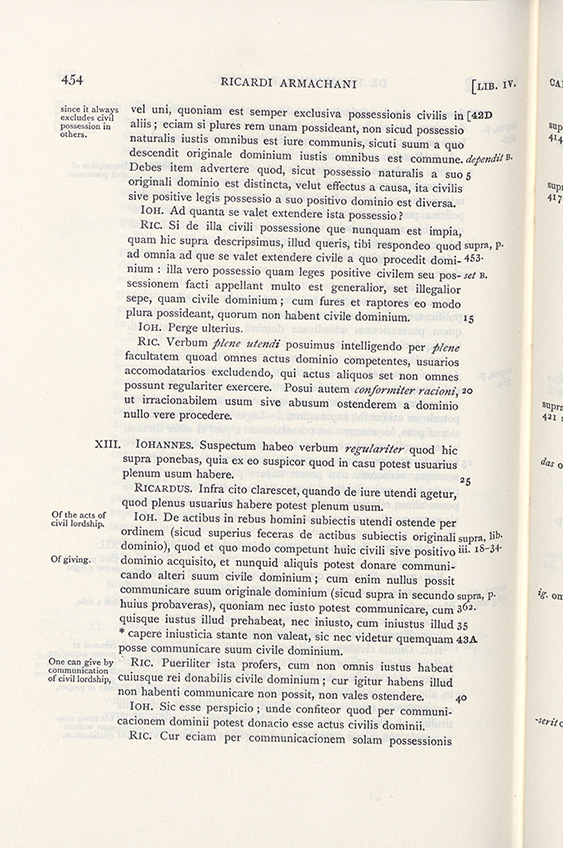 454 RICARDI ARMACHANI [LIB. IV.
since it always
excludes civil
possession in
others.
vel uni, quoniam est semper exclusiva possessionis civilis in [42D
aliis ; eciam si plures rem unam possideant, non sicud possessio
naturalis iustis omnibus est iure communis, sicuti suum a quo
descendit originale dominium iustis omnibus est commune. dependit B.
Debes item advertere quod, sicut possessio naturalis a suo 5
originali dominio est distincta, velut effectus a causa, ita civilis
sive positive legis possessio a suo positivo dominio est diversa.
IOH. Ad quanta se valet extendere ista possessio ?
RIC. Si de illa civili possessione que nunquam est impia,
quam hic supra descripsimus, illud queris, tibi respondeo quod supra, p.
ad omnia ad que se valet extendere civile a quo procedit domi- 453.
nium : illa vero possessio quam leges positive civilem seu pos- set B.
sessionem facti appellant multo est generalior, set illegalior
sepe, quam civile dominium ; cum fures et raptores eo modo
plura possideant, quorum non habent civile dominium. 15
IOH. Perge ulterius.
RIC. Verbum plene utendi posuimus intelligendo per plene
facultatem quoad omnes actus dominio competentes, usuarios
accomodatarios excludendo, qui actus aliquos set non omnes
possunt regulariter exercere. Posui autem conformiter racioni, 20
ut irracionabilem usum sive abusum ostenderem a dominio
nullo vere procedere.
XIII. IOHANNES. Suspectum habeo verbum regulariter quod hic
supra ponebas, quia ex eo suspicor quod in casu potest usuarius
plenum usum habere. 25
RICARDUS. Infra cito clarescet, quando de iure utendi agetur,
quod plenus usuarius habere potest plenum usum.
Of the acts of
civil lordship.
IOH. De actibus in rebus homini subiectis utendi ostende per
ordinem (sicud superius feceras de actibus subiectis originali supra, lib.
dominio), quod et quo modo competunt huic civili sive positivo iii. 18-34.
Of giving.
dominio acquisito, et nunquid aliquis potest donare communi-
cando alteri suum civile dominium ; cum enim nullus possit
communicare suum originale dominium (sicud supra in secundo supra, p.
huius probaveras), quoniam nec iusto potest communicare, cum 362.
quisque iustus illud prehabeat, nec iniusto, cum iniustus illud 35
* capere iniusticia stante non valeat, sic nec videtur quemquam 43A
posse communicare suum civile dominium.
One can give by
communication
of civil lordship,
RIC. Pueriliter ista profers, cum non omnis iustus habeat
cuiusque rei donabilis civile dominium ; cur igitur habens illud
non habenti communicare non possit, non vales ostendere. 40
IOH. Sic esse perspicio ; unde confiteor quod per communi-
cacionem dominii potest donacio esse actus civilis dominii.
RIC. Cur eciam per communicacionem solam possessionis
CA
sup
414
supr
417
supra
421
das
ig. on
-serit